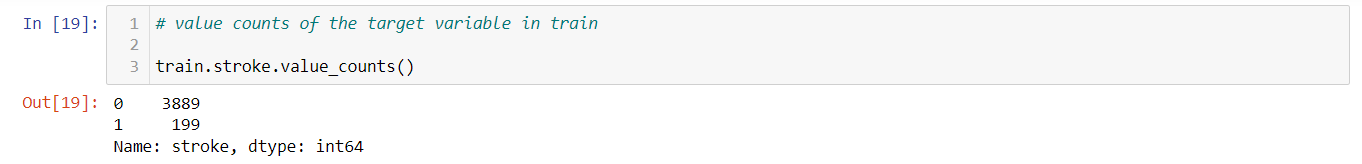 In [19]: 1 # value counts of the target variable in train
2
3 train.stroke.value_counts()
Out[19]: 0 3889
1 199
Name: stroke, dtype: int64